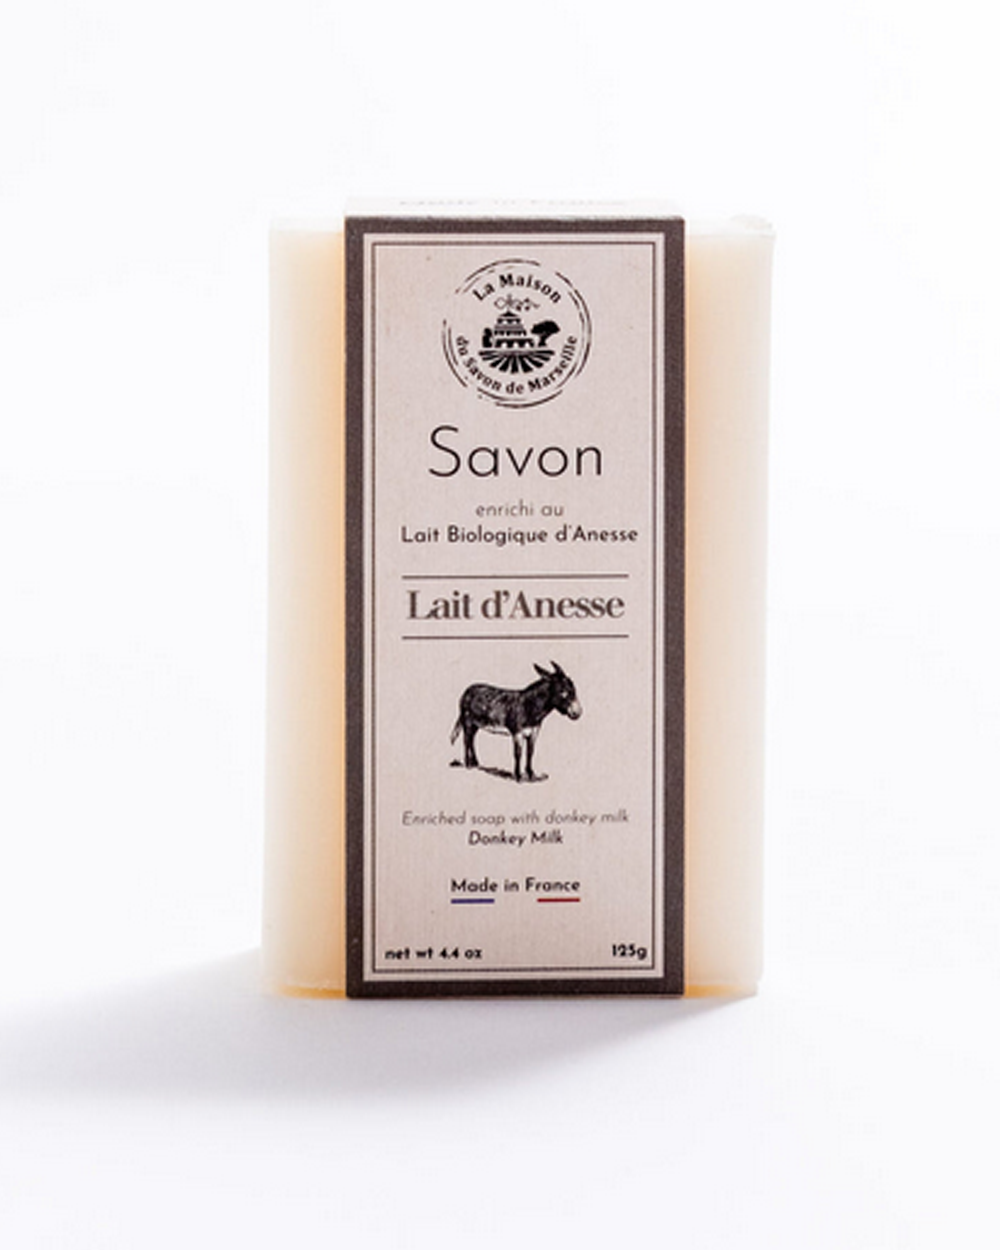 La Maison
du Savon de Marseille
Savon
enrichi au
Lait Biologique d'Anesse
Lait d'Anesse
Enriched soap with donkey milk
Donkey Milk
Made in France
net wt 4.4 oz
125g